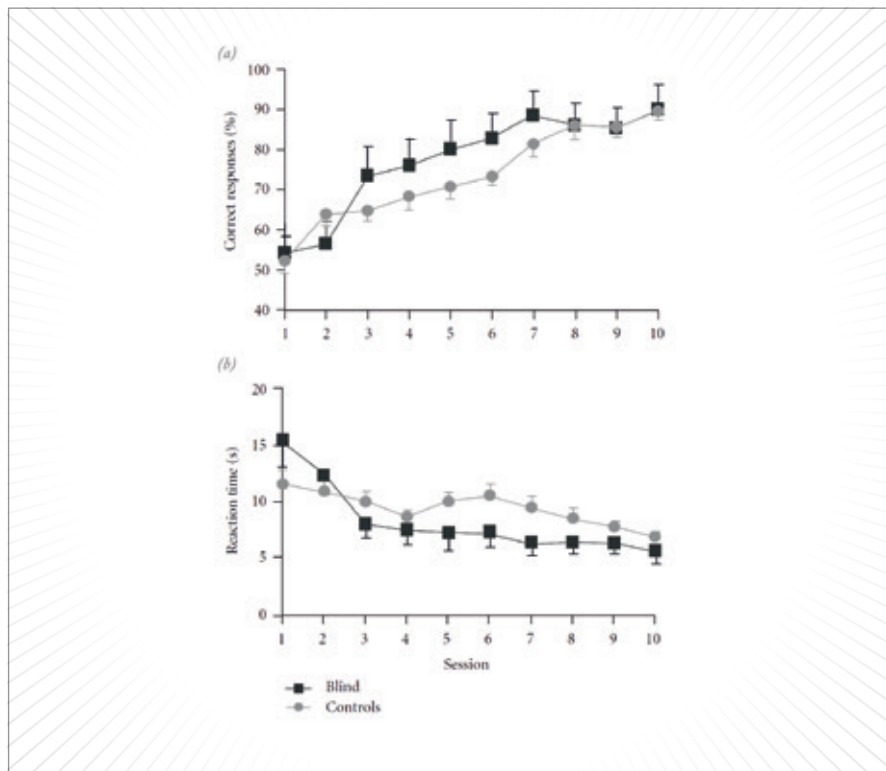 (a)
100
90
80
70
60
50
40
Correct responses (%)
1 2 3 4 5 6 7 8 9 10
(b)
20
15
10
5
0
Reaction time (s)
1 2 3 4 5 6 7 8 9 10
Session
Blind
Controls